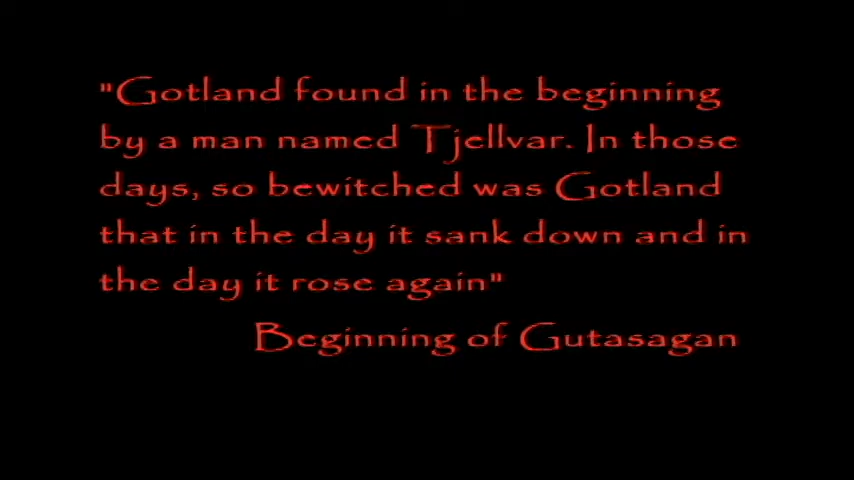 "Gotland found in the beginning
by a man named Tjellvar. In those
days, so bewitched was Gotland
that in the day it sank down and in
the day it rose again"
Beginning of Gutasagan